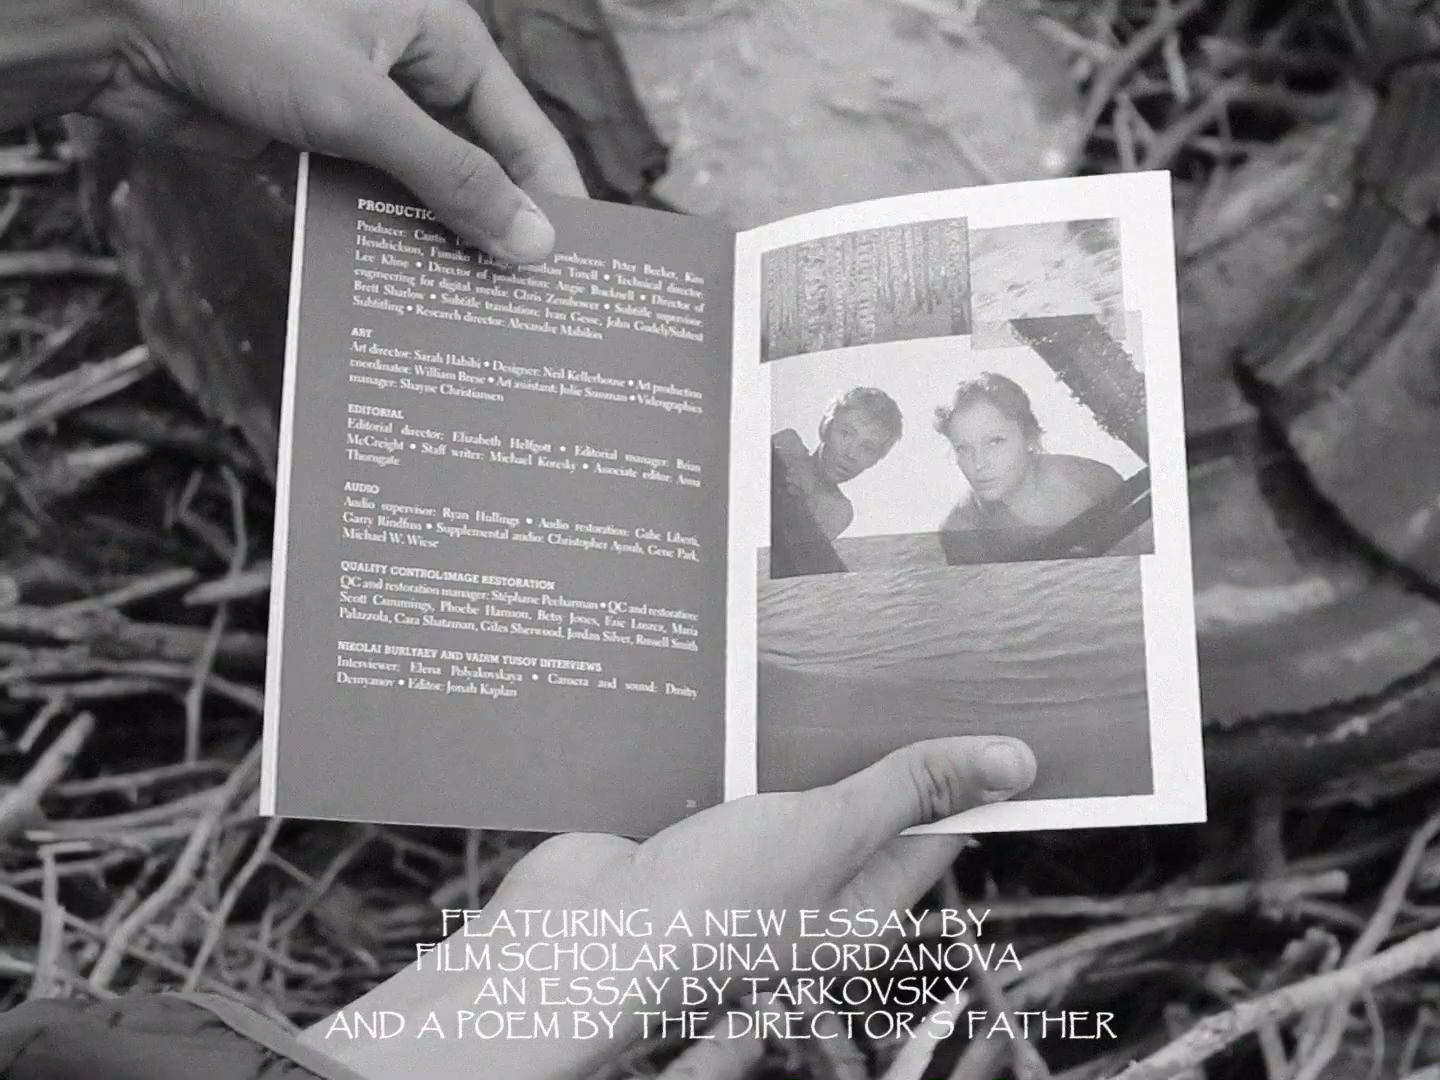 PRODUCTIO
Producer: Curtis producers: Peter Becker, Kim
Hendrickson, Fumiko Jonathan Turell • Technical director:
Lee Kline • Director of production: Angie Bucknell • Director of
engineering for digital media: Chris Zembower • Subtitle supervisor:
Brett Sharlow • Subtitle translation: Ivan Gesse, John Gudelj/Subtext
Subtitling • Research director: Alexandre Mabilon
ART
Art director: Sarah Habibi • Designer: Neil Kellerhouse • Art production
coordinator: William Brese • Art assistant: Julie Sussman • Videographics
manager: Shayne Christiansen
EDITORIAL
Editorial director: Elizabeth Helfgott • Editorial manager: Brian
McCreight • Staff writer: Michael Koresky • Associate editor: Anna
Thorngate
AUDIO
Audio supervisor: Ryan Hullings • Audio restoration: Gabe Liberti,
Garry Rindfuss • Supplemental audio: Christopher Ayoub, Gene Park,
Michael W. Wiese
QUALITY CONTROL/IMAGE RESTORATION
QC and restoration manager: Stéphane Peeharman • QC and restoration:
Scott Cummings, Phoebe Harmon, Betsy Jones, Eric Luszcz, Maria
Palazzola, Cara Shatzman, Giles Sherwood, Jordan Silver, Russell Smith
NIKOLAI BURLYAEV AND VADIM YUSOV INTERVIEWS
Interviewer: Elena Polyakovskaya • Camera and sound: Dmitry
Demyanov • Editor: Jonah Kaplan
FEATURING A NEW ESSAY BY
FILM SCHOLAR DINA LORDANOVA
AN ESSAY BY TARKOVSKY
AND A POEM BY THE DIRECTOR'S FATHER